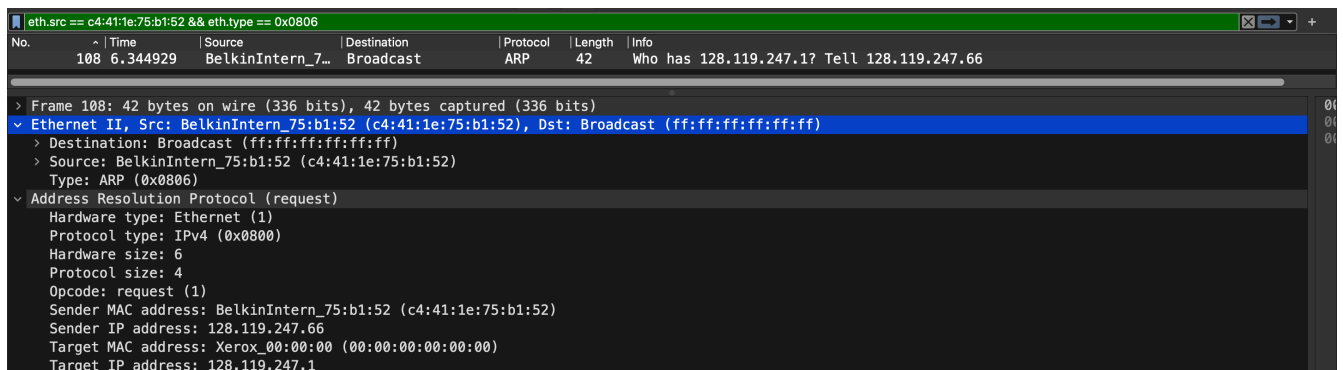 eth.src == c4:41:1e:75:b1:52 && eth.type == 0x0806
No. Time Source Destination Protocol Length Info
108 6.344929 BelkinIntern_7… Broadcast ARP 42 Who has 128.119.247.1? Tell 128.119.247.66
Frame 108: 42 bytes on wire (336 bits), 42 bytes captured (336 bits)
Ethernet II, Src: BelkinIntern_75:b1:52 (c4:41:1e:75:b1:52), Dst: Broadcast (ff:ff:ff:ff:ff:ff)
Destination: Broadcast (ff:ff:ff:ff:ff:ff)
Source: BelkinIntern_75:b1:52 (c4:41:1e:75:b1:52)
Type: ARP (0x0806)
Address Resolution Protocol (request)
Hardware type: Ethernet (1)
Protocol type: IPv4 (0x0800)
Hardware size: 6
Protocol size: 4
Opcode: request (1)
Sender MAC address: BelkinIntern_75:b1:52 (c4:41:1e:75:b1:52)
Sender IP address: 128.119.247.66
Target MAC address: Xerox_00:00:00 (00:00:00:00:00:00)
Target IP address: 128.119.247.1